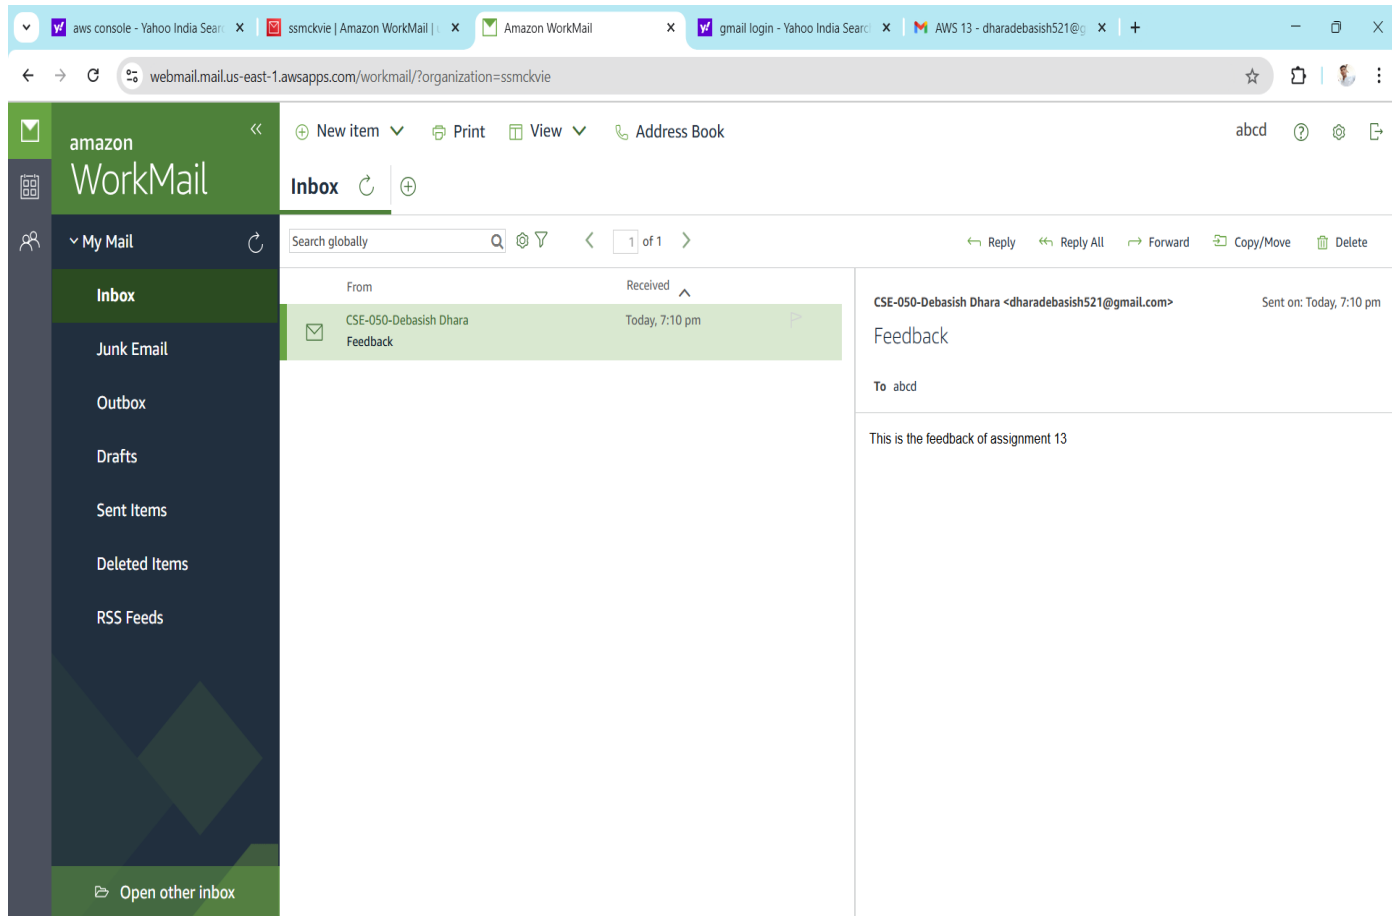 aws console - Yahoo India Sear
ssmckvie | Amazon WorkMail |
Amazon WorkMail
gmail login - Yahoo India Searc
AWS 13 - dharadebasish521@g
webmail.mail.us-east-1.awsapps.com/workmail/?organization=ssmckvie
amazon
WorkMail
New item
Print
View
Address Book
abcd
Inbox
My Mail
Search globally
1 of 1
Reply
Reply All
Forward
Copy/Move
Delete
Inbox
Junk Email
Outbox
Drafts
Sent Items
Deleted Items
RSS Feeds
Open other inbox
From
Received
CSE-050-Debasish Dhara
Today, 7:10 pm
Feedback
CSE-050-Debasish Dhara <dharadebasish521@gmail.com>
Sent on: Today, 7:10 pm
Feedback
To abcd
This is the feedback of assignment 13